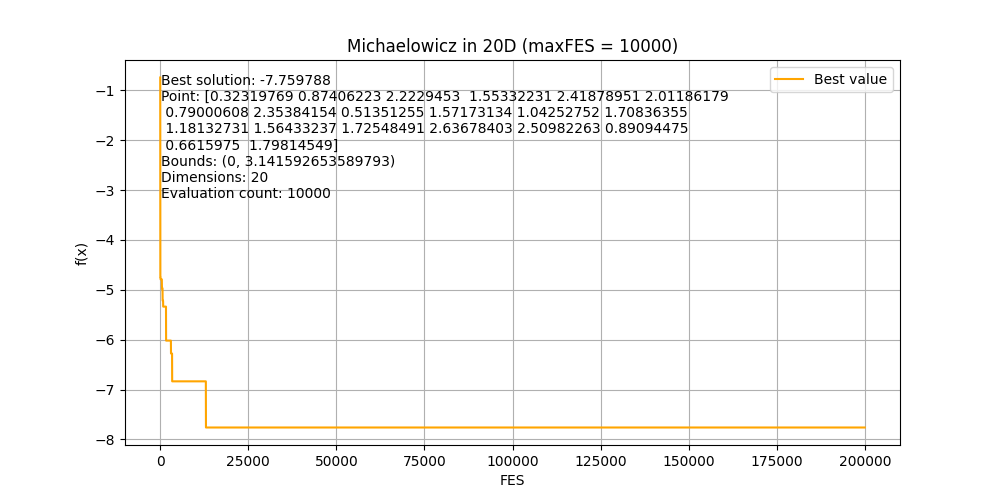 Michaelowicz in 20D (maxFES = 10000)
Best solution: -7.759788
Point: [0.32319769 0.87406223 2.2229453  1.55332231 2.41878951 2.01186179
0.79000608 2.35384154 0.51351255 1.57173134 1.04252752 1.70836355
1.18132731 1.56433237 1.72548491 2.63678403 2.50982263 0.89094475
0.6615975  1.79814549]
Bounds: (0, 3.141592653589793)
Dimensions: 20
Evaluation count: 10000
Best value
f(x)
−1
−2
−3
−4
−5
−6
−7
−8
0 25000 50000 75000 100000 125000 150000 175000 200000
FES